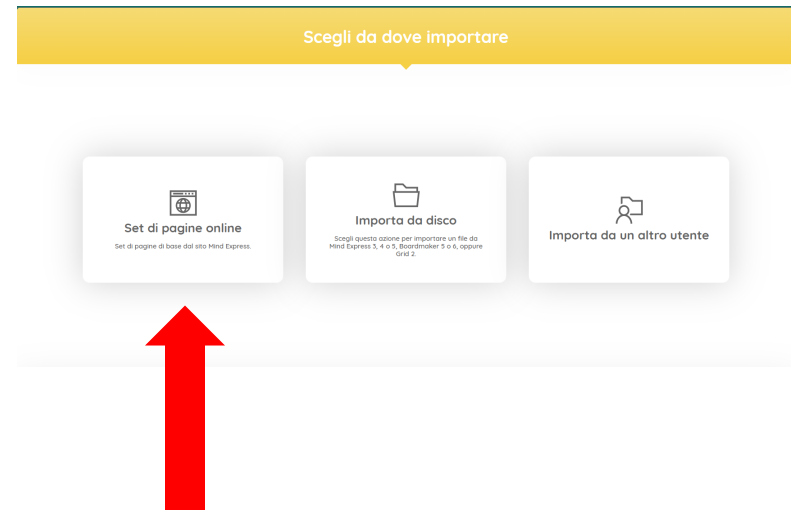 Scegli da dove importare
Set di pagine online
Set di pagine di base dal sito Mind Express.
Importa da disco
Scegli questa azione per importare un file da
Mind Express 3, 4 o 5, Boardmaker 5 o 6, oppure
Grid 2.
Importa da un altro utente